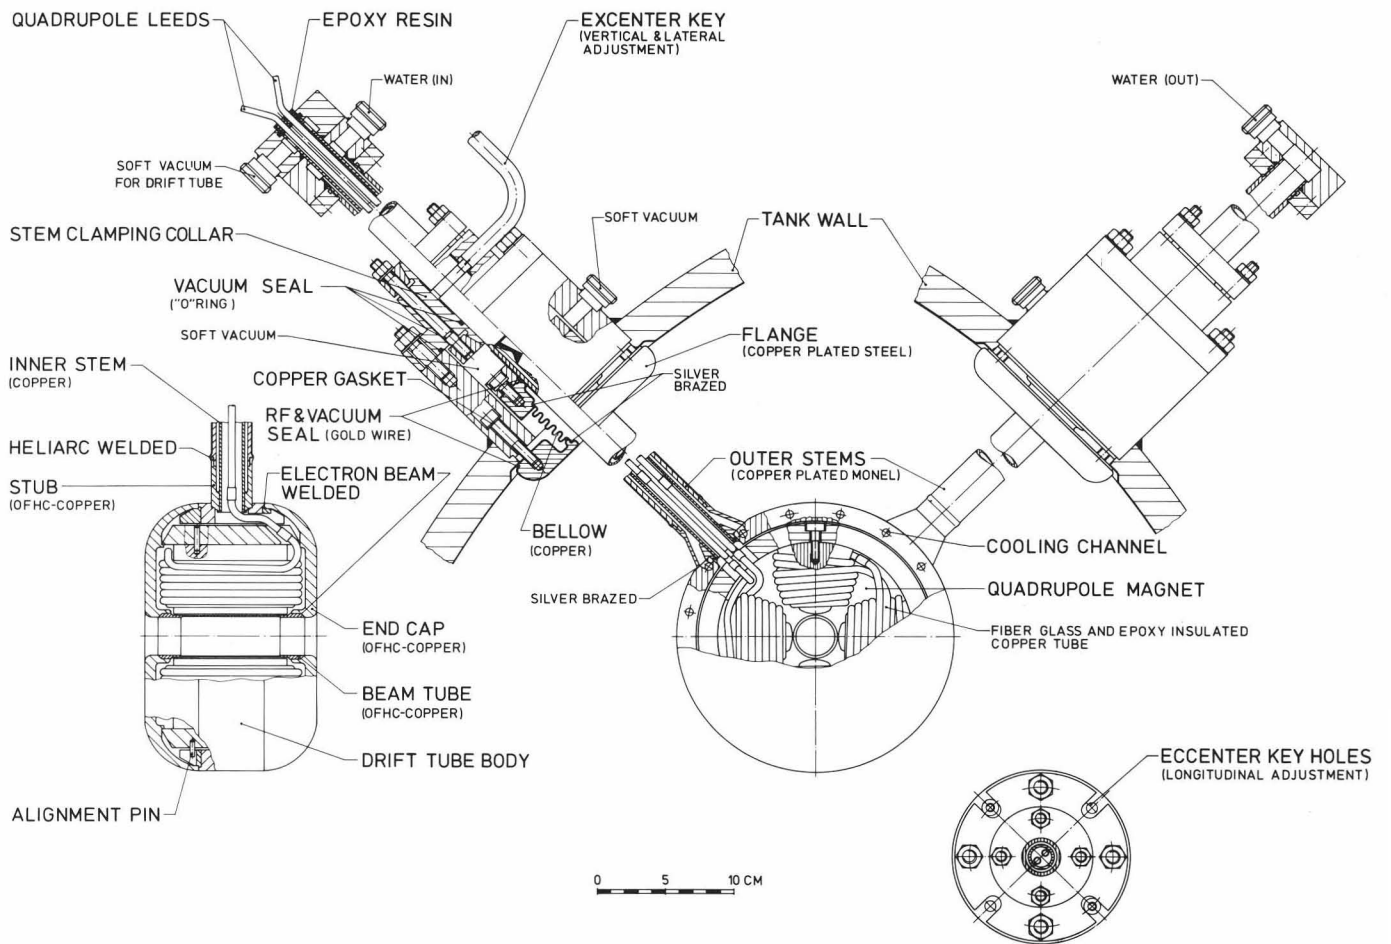 QUADRUPOLE LEEDS
EPOXY RESIN
EXCENTER KEY
(VERTICAL & LATERAL
ADJUSTMENT)
WATER (IN)
WATER (OUT)
SOFT VACUUM
FOR DRIFT TUBE
SOFT VACUUM
TANK WALL
STEM CLAMPING COLLAR
VACUUM SEAL
("O"RING)
SOFT VACUUM
FLANGE
(COPPER PLATED STEEL)
INNER STEM
(COPPER)
COPPER GASKET
SILVER
BRAZED
RF & VACUUM
SEAL (GOLD WIRE)
HELIARC WELDED
OUTER STEMS
(COPPER PLATED MONEL)
STUB
(OFHC-COPPER)
ELECTRON BEAM
WELDED
BELLOW
(COPPER)
COOLING CHANNEL
SILVER BRAZED
QUADRUPOLE MAGNET
END CAP
(OFHC-COPPER)
FIBER GLASS AND EPOXY INSULATED
COPPER TUBE
BEAM TUBE
(OFHC-COPPER)
DRIFT TUBE BODY
ECCENTER KEY HOLES
(LONGITUDINAL ADJUSTMENT)
ALIGNMENT PIN
0 5 10 CM